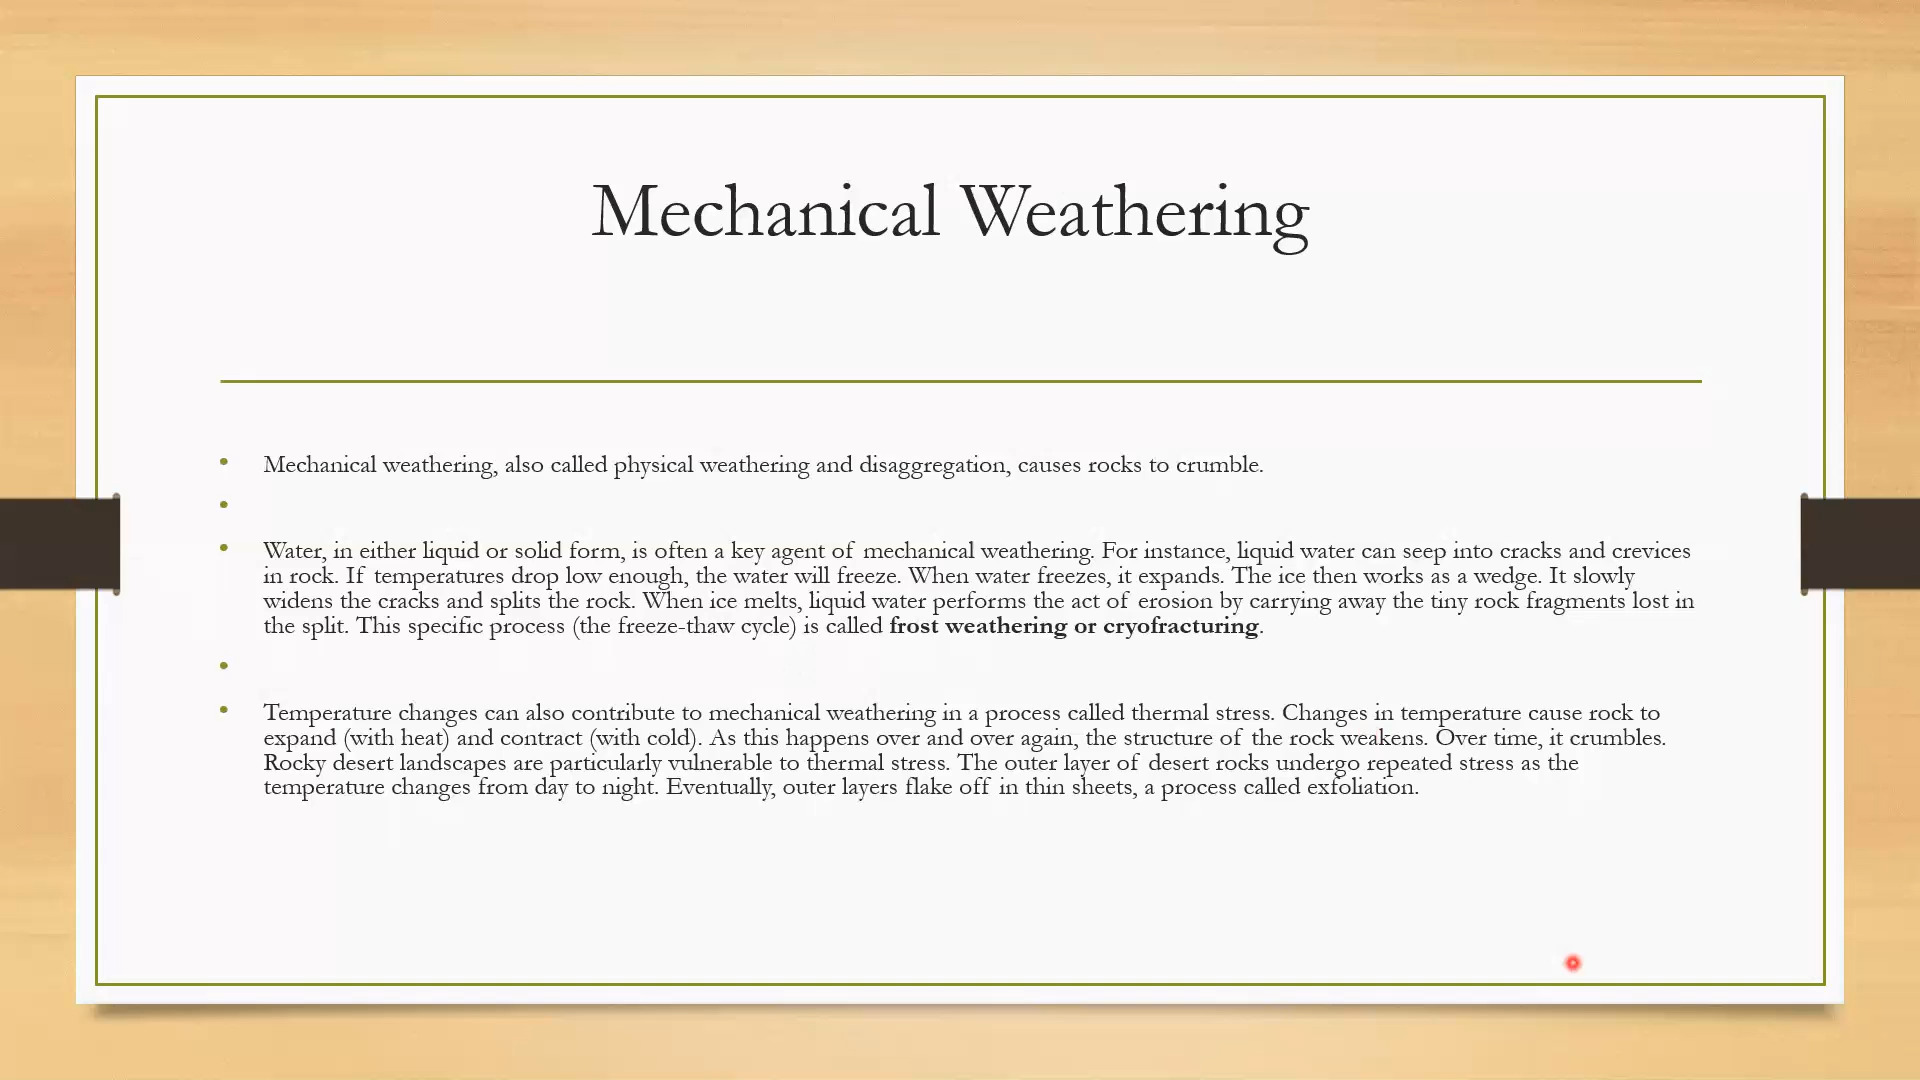 Mechanical Weathering
• Mechanical weathering, also called physical weathering and disaggregation, causes rocks to crumble.
•
• Water, in either liquid or solid form, is often a key agent of mechanical weathering. For instance, liquid water can seep into cracks and crevices
in rock. If temperatures drop low enough, the water will freeze. When water freezes, it expands. The ice then works as a wedge. It slowly
widens the cracks and splits the rock. When ice melts, liquid water performs the act of erosion by carrying away the tiny rock fragments lost in
the split. This specific process (the freeze-thaw cycle) is called frost weathering or cryofracturing.
•
• Temperature changes can also contribute to mechanical weathering in a process called thermal stress. Changes in temperature cause rock to
expand (with heat) and contract (with cold). As this happens over and over again, the structure of the rock weakens. Over time, it crumbles.
Rocky desert landscapes are particularly vulnerable to thermal stress. The outer layer of desert rocks undergo repeated stress as the
temperature changes from day to night. Eventually, outer layers flake off in thin sheets, a process called exfoliation.